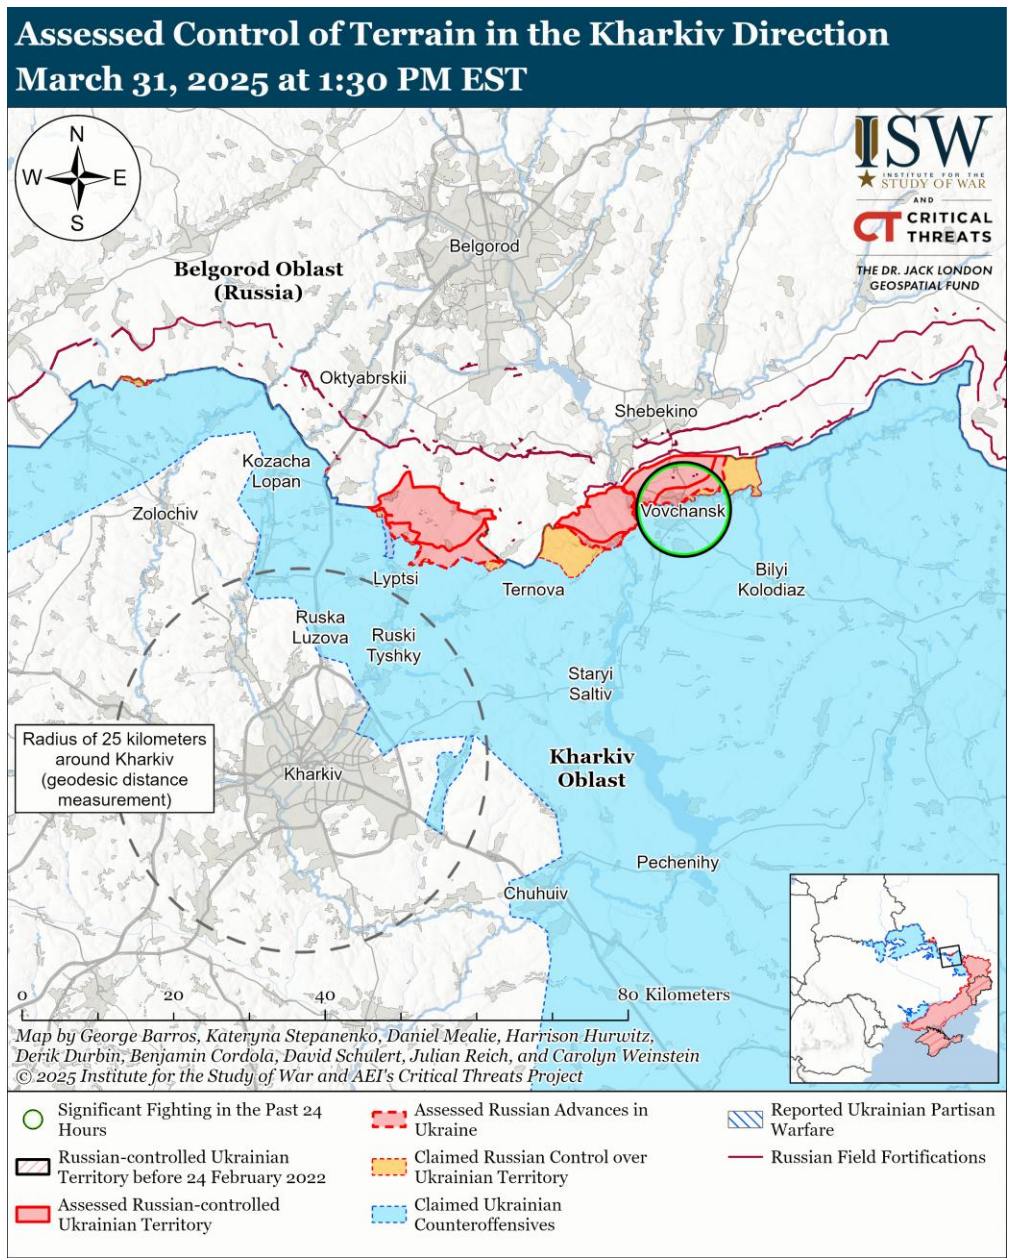 Assessed Control of Terrain in the Kharkiv Direction
March 31, 2025 at 1:30 PM EST
N
W
E
S
ISW
INSTITUTE FOR THE
STUDY OF WAR
AND
CT CRITICAL
THREATS
THE DR. JACK LONDON
GEOSPATIAL FUND
Belgorod
Belgorod Oblast
(Russia)
Oktyabrskii
Shebekino
Kozacha
Lopan
Zolochiv
Vovchansk
Lyptsi
Ternova
Bilyi
Kolodiaz
Ruska
Luzova
Ruski
Tyshky
Staryi
Saltiv
Radius of 25 kilometers
around Kharkiv
(geodesic distance
measurement)
Kharkiv
Kharkiv
Oblast
Pechenihy
Chuhuiv
0 20 40 80 Kilometers
Map by George Barros, Kateryna Stepanenko, Daniel Mealie, Harrison Hurwitz,
Derik Durbin, Benjamin Cordola, David Schulert, Julian Reich, and Carolyn Weinstein
© 2025 Institute for the Study of War and AEI's Critical Threats Project
Significant Fighting in the Past 24
Hours
Russian-controlled Ukrainian
Territory before 24 February 2022
Assessed Russian-controlled
Ukrainian Territory
Assessed Russian Advances in
Ukraine
Claimed Russian Control over
Ukrainian Territory
Claimed Ukrainian
Counteroffensives
Reported Ukrainian Partisan
Warfare
Russian Field Fortifications